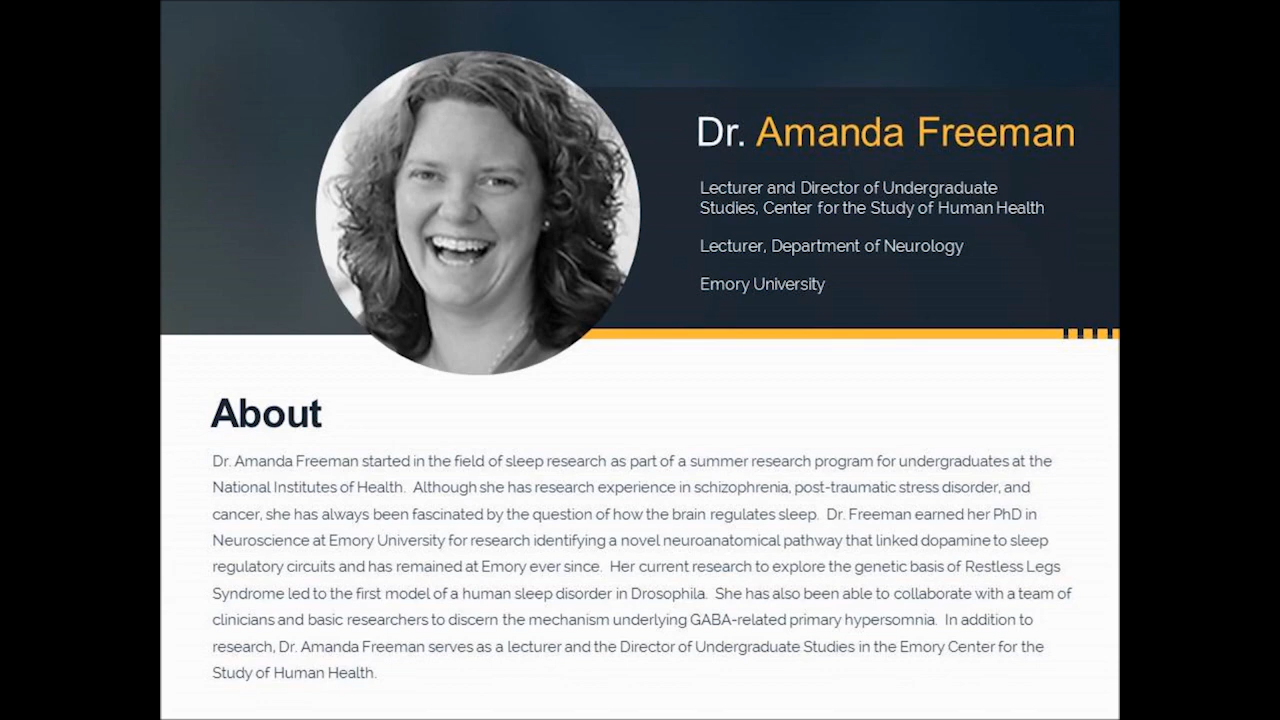 Dr. Amanda Freeman
Lecturer and Director of Undergraduate
Studies, Center for the Study of Human Health
Lecturer, Department of Neurology
Emory University
About
Dr. Amanda Freeman started in the field of sleep research as part of a summer research program for undergraduates at the
National Institutes of Health. Although she has research experience in schizophrenia, post-traumatic stress disorder, and
cancer, she has always been fascinated by the question of how the brain regulates sleep. Dr. Freeman earned her PhD in
Neuroscience at Emory University for research identifying a novel neuroanatomical pathway that linked dopamine to sleep
regulatory circuits and has remained at Emory ever since. Her current research to explore the genetic basis of Restless Legs
Syndrome led to the first model of a human sleep disorder in Drosophila. She has also been able to collaborate with a team of
clinicians and basic researchers to discern the mechanism underlying GABA-related primary hypersomnia. In addition to
research, Dr. Amanda Freeman serves as a lecturer and the Director of Undergraduate Studies in the Emory Center for the
Study of Human Health.